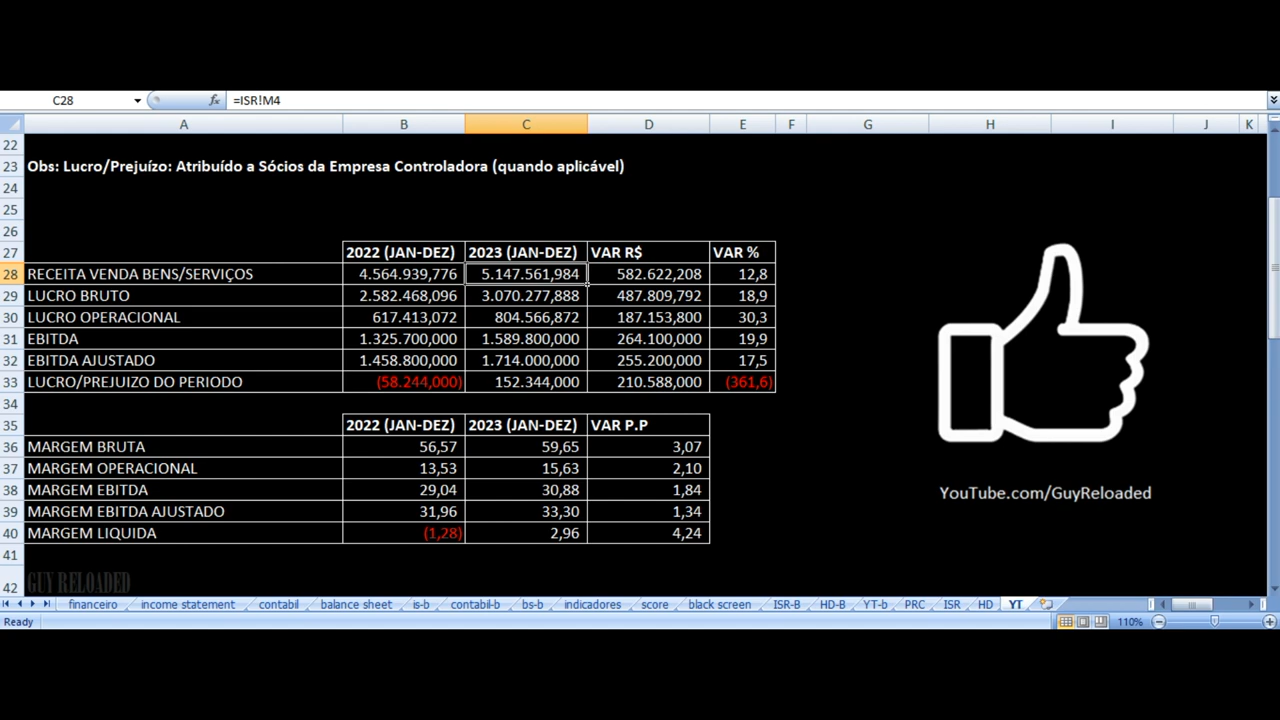 C28 fx =ISR!M4
A B C D E F G H I J K
22
23 Obs: Lucro/Prejuízo: Atribuído a Sócios da Empresa Controladora (quando aplicável)
24
25
26
27 2022 (JAN-DEZ) 2023 (JAN-DEZ) VAR R$ VAR %
28 RECEITA VENDA BENS/SERVIÇOS 4.564.939,776 5.147.561,984 582.622,208 12,8
29 LUCRO BRUTO 2.582.468,096 3.070.277,888 487.809,792 18,9
30 LUCRO OPERACIONAL 617.413,072 804.566,872 187.153,800 30,3
31 EBITDA 1.325.700,000 1.589.800,000 264.100,000 19,9
32 EBITDA AJUSTADO 1.458.800,000 1.714.000,000 255.200,000 17,5
33 LUCRO/PREJUIZO DO PERIODO (58.244,000) 152.344,000 210.588,000 (361,6)
34
35 2022 (JAN-DEZ) 2023 (JAN-DEZ) VAR P.P
36 MARGEM BRUTA 56,57 59,65 3,07
37 MARGEM OPERACIONAL 13,53 15,63 2,10
38 MARGEM EBITDA 29,04 30,88 1,84
39 MARGEM EBITDA AJUSTADO 31,96 33,30 1,34
40 MARGEM LIQUIDA (1,28) 2,96 4,24
41
42 GUY RELOADED
YouTube.com/GuyReloaded
financeiro income statement contabil balance sheet is-b contabil-b bs-b indicadores score black screen ISR-B HD-B YT-b PRC ISR HD YT
Ready 110%